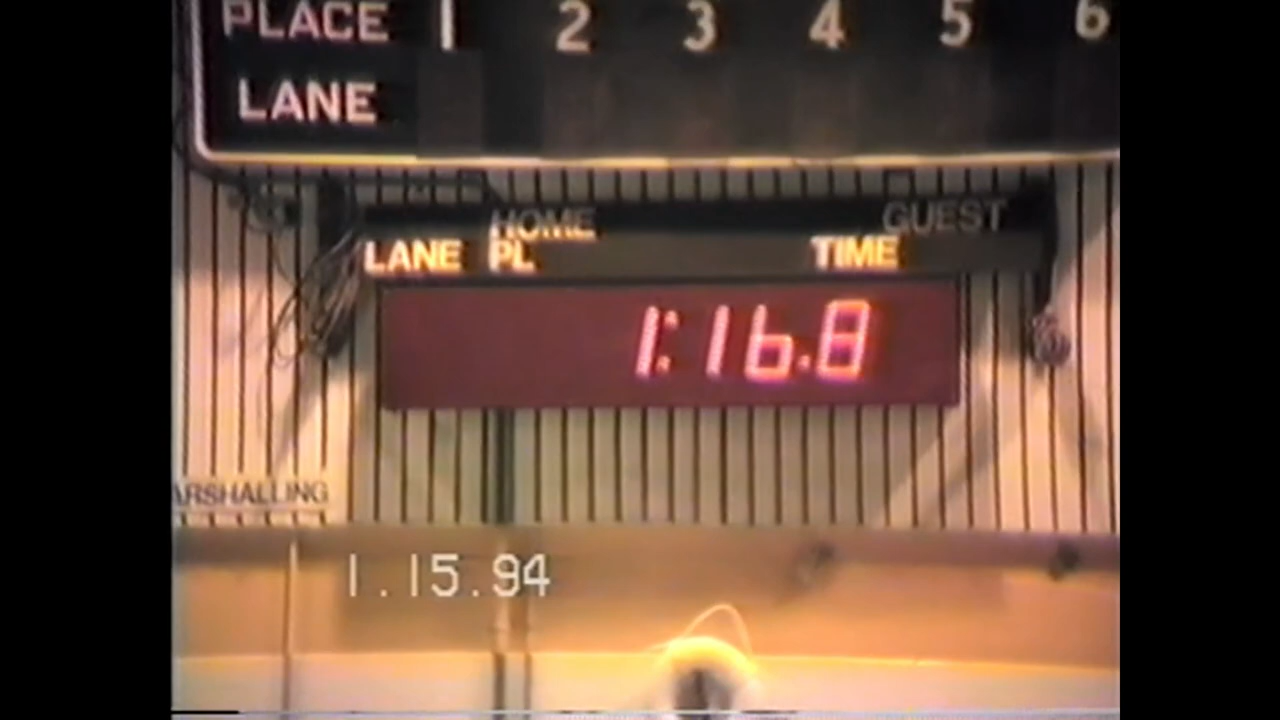 PLACE 1 2 3 4 5 6
LANE
HOME GUEST
LANE PL TIME
1:16.8
ARSHALLING
1.15.94